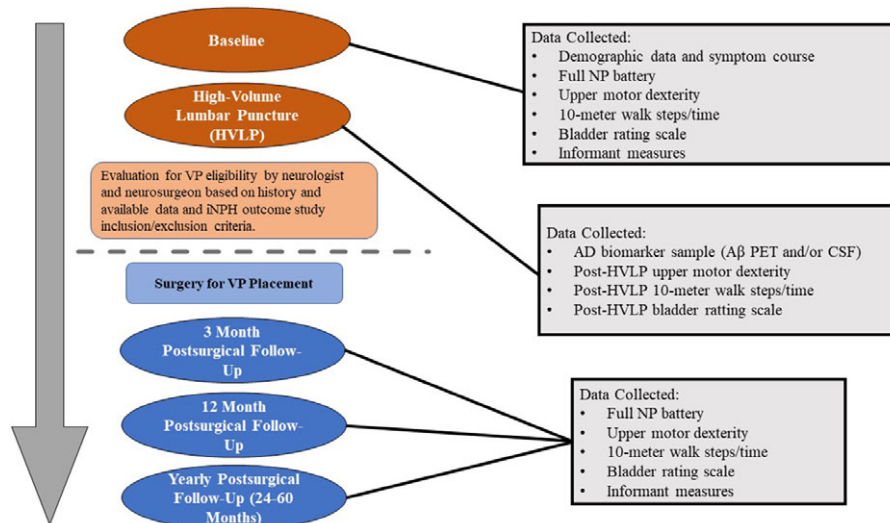 Baseline
High-Volume
Lumbar Puncture
(HVLP)
Evaluation for VP eligibility by neurologist
and neurosurgeon based on history and
available data and iNPH outcome study
inclusion/exclusion criteria.
Surgery for VP Placement
3 Month
Postsurgical Follow-
Up
12 Month
Postsurgical Follow-
Up
Yearly Postsurgical
Follow-Up (24-60
Months)
Data Collected:
• Demographic data and symptom course
• Full NP battery
• Upper motor dexterity
• 10-meter walk steps/time
• Bladder rating scale
• Informant measures
Data Collected:
• AD biomarker sample (Aβ PET and/or CSF)
• Post-HVLP upper motor dexterity
• Post-HVLP 10-meter walk steps/time
• Post-HVLP bladder ratting scale
Data Collected:
• Full NP battery
• Upper motor dexterity
• 10-meter walk steps/time
• Bladder rating scale
• Informant measures